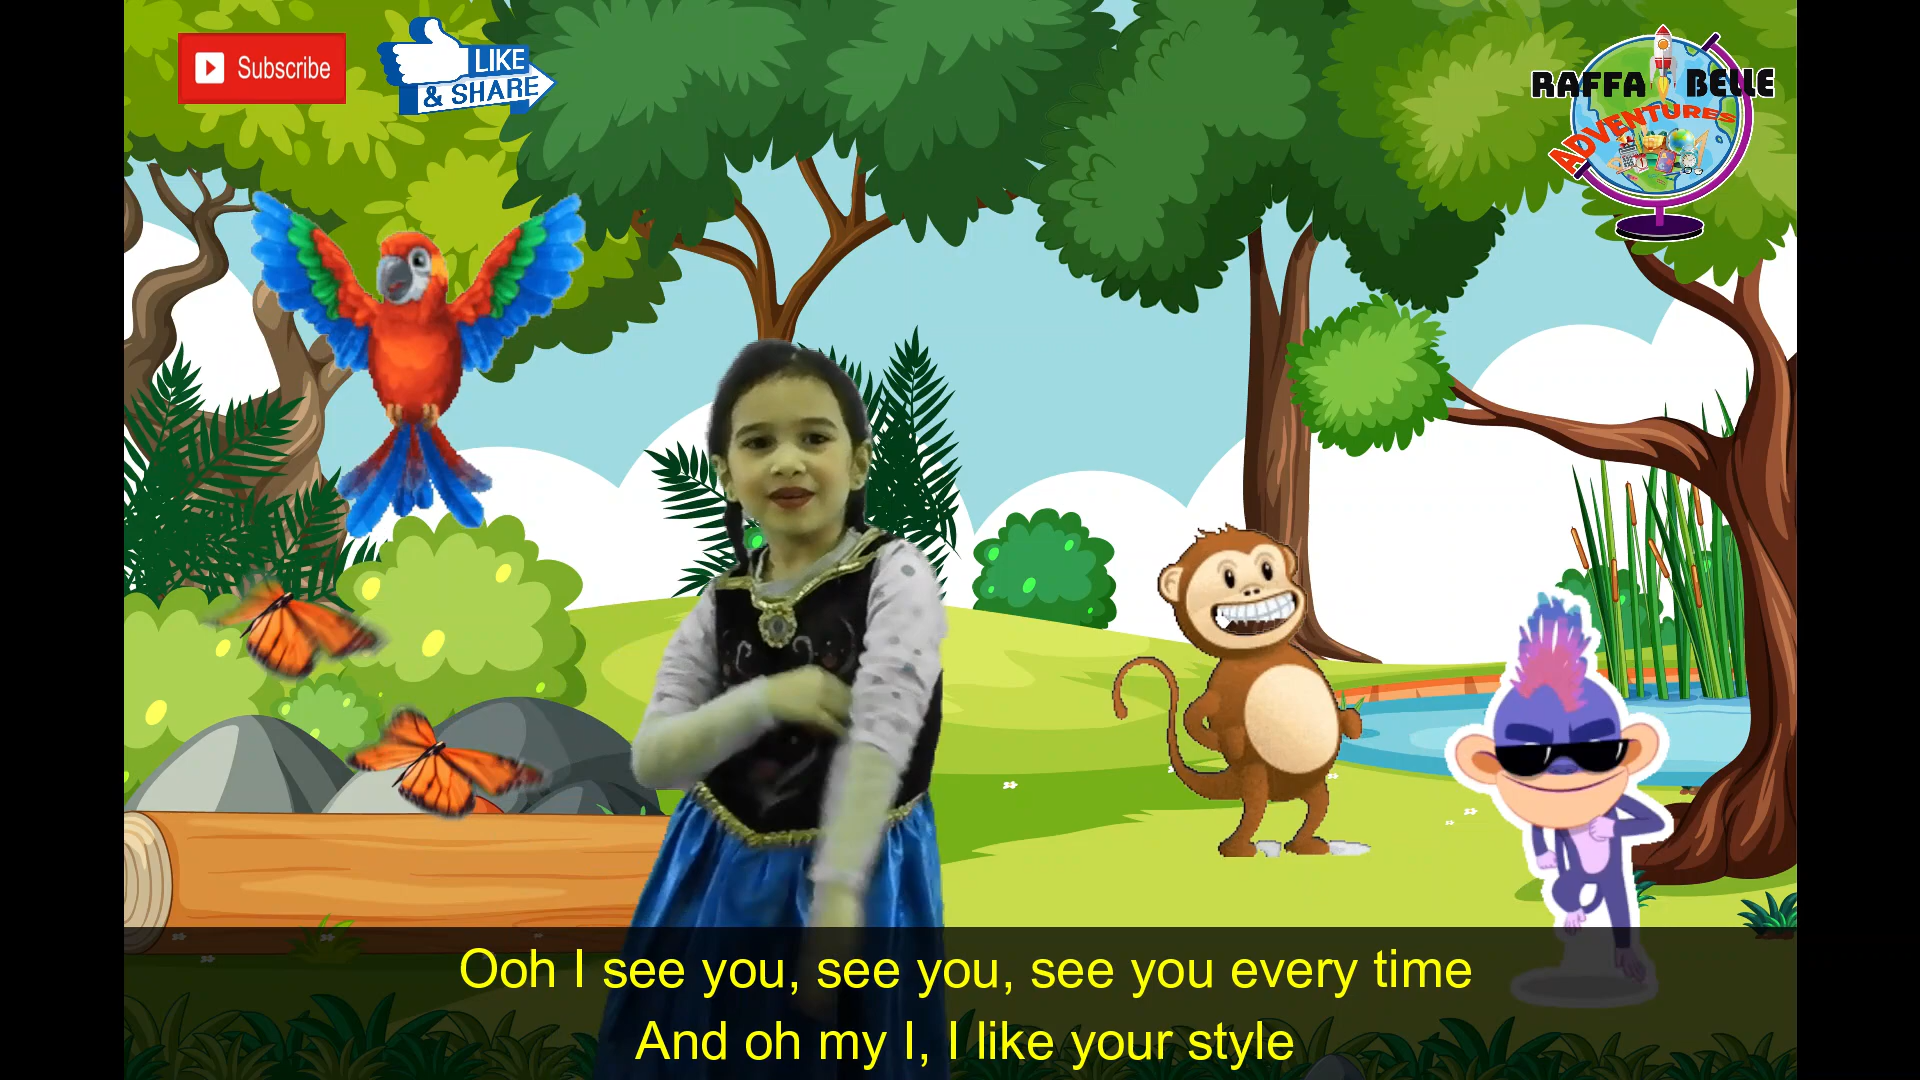 Subscribe
LIKE
& SHARE
RAFFA BELLE
ADVENTURES
Ooh I see you, see you, see you every time
And oh my I, I like your style